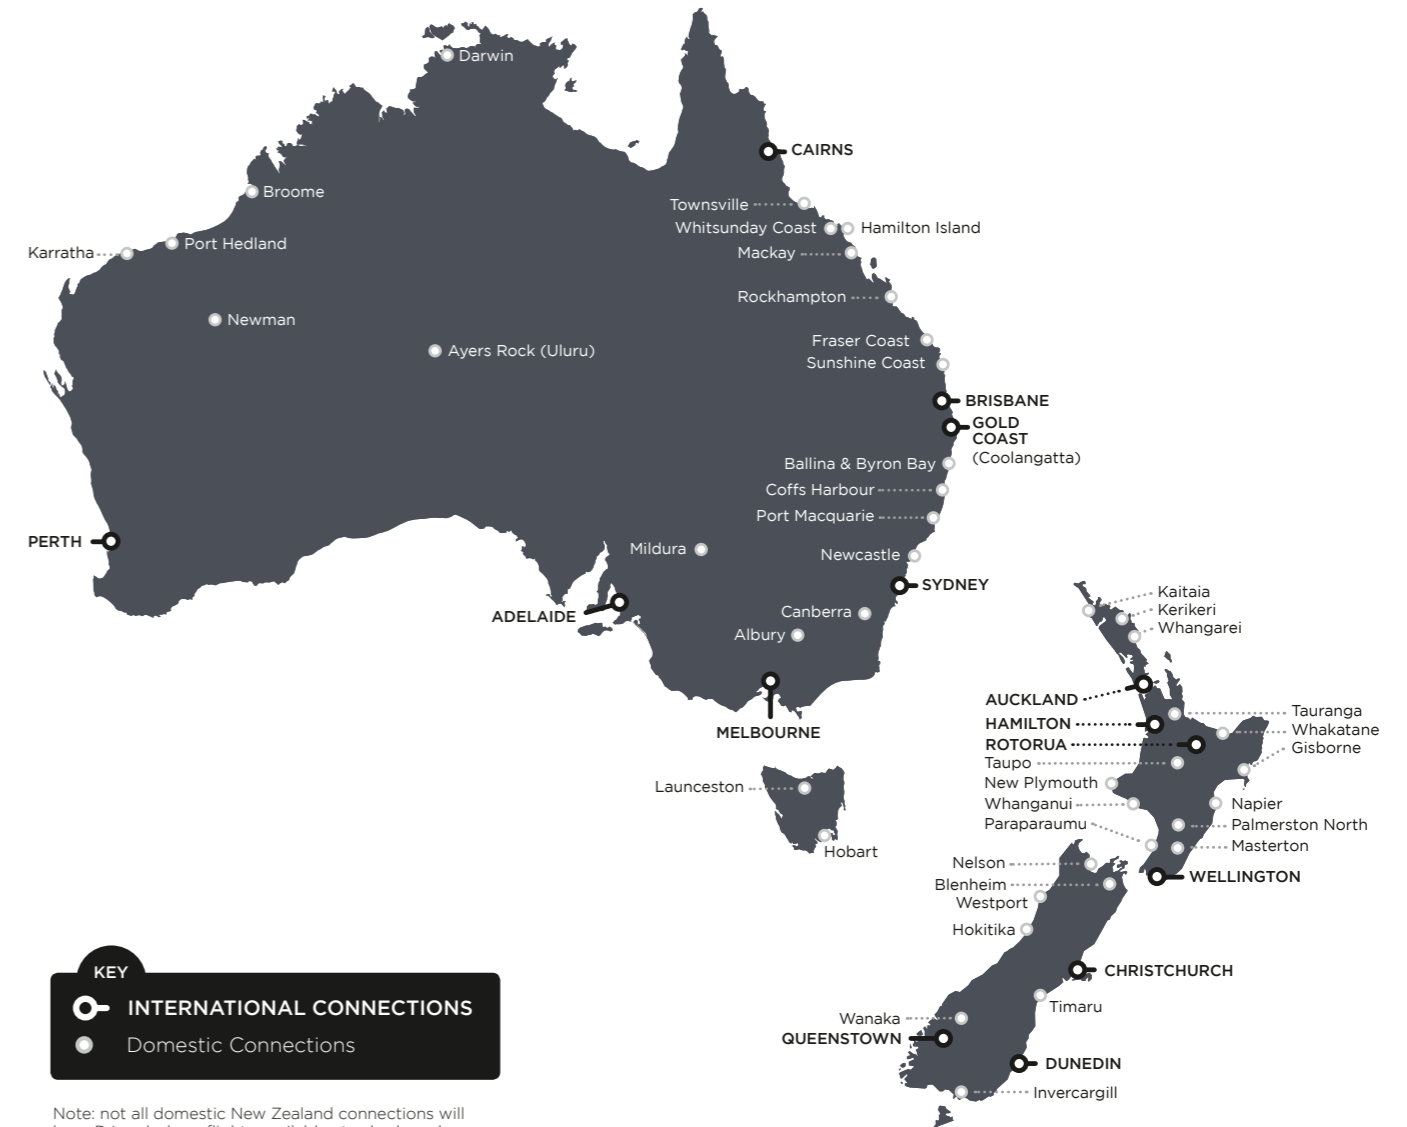 Darwin
CAIRNS
Broome
Townsville
Whitsunday Coast
Hamilton Island
Karratha
Port Hedland
Mackay
Rockhampton
Newman
Fraser Coast
Ayers Rock (Uluru)
Sunshine Coast
BRISBANE
GOLD
COAST
(Coolangatta)
Ballina & Byron Bay
Coffs Harbour
Port Macquarie
PERTH
Mildura
Newcastle
SYDNEY
ADELAIDE
Canberra
Albury
MELBOURNE
Launceston
Hobart
Kaitaia
Kerikeri
Whangarei
AUCKLAND
HAMILTON
ROTORUA
Taupo
New Plymouth
Whanganui
Paraparaumu
Tauranga
Whakatane
Gisborne
Napier
Palmerston North
Masterton
WELLINGTON
Nelson
Blenheim
Westport
Hokitika
CHRISTCHURCH
Timaru
Wanaka
QUEENSTOWN
DUNEDIN
Invercargill
KEY
INTERNATIONAL CONNECTIONS
Domestic Connections
Note: not all domestic New Zealand connections will